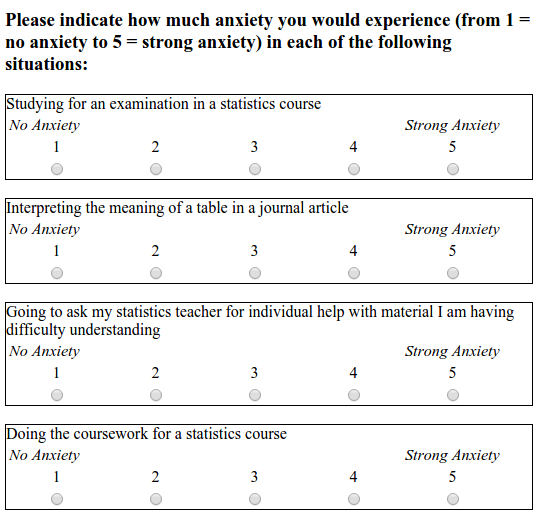 Please indicate how much anxiety you would experience (from 1 =
no anxiety to 5 = strong anxiety) in each of the following
situations:
Studying for an examination in a statistics course
No Anxiety Strong Anxiety
1 2 3 4 5
Interpreting the meaning of a table in a journal article
No Anxiety Strong Anxiety
1 2 3 4 5
Going to ask my statistics teacher for individual help with material I am having
difficulty understanding
No Anxiety Strong Anxiety
1 2 3 4 5
Doing the coursework for a statistics course
No Anxiety Strong Anxiety
1 2 3 4 5